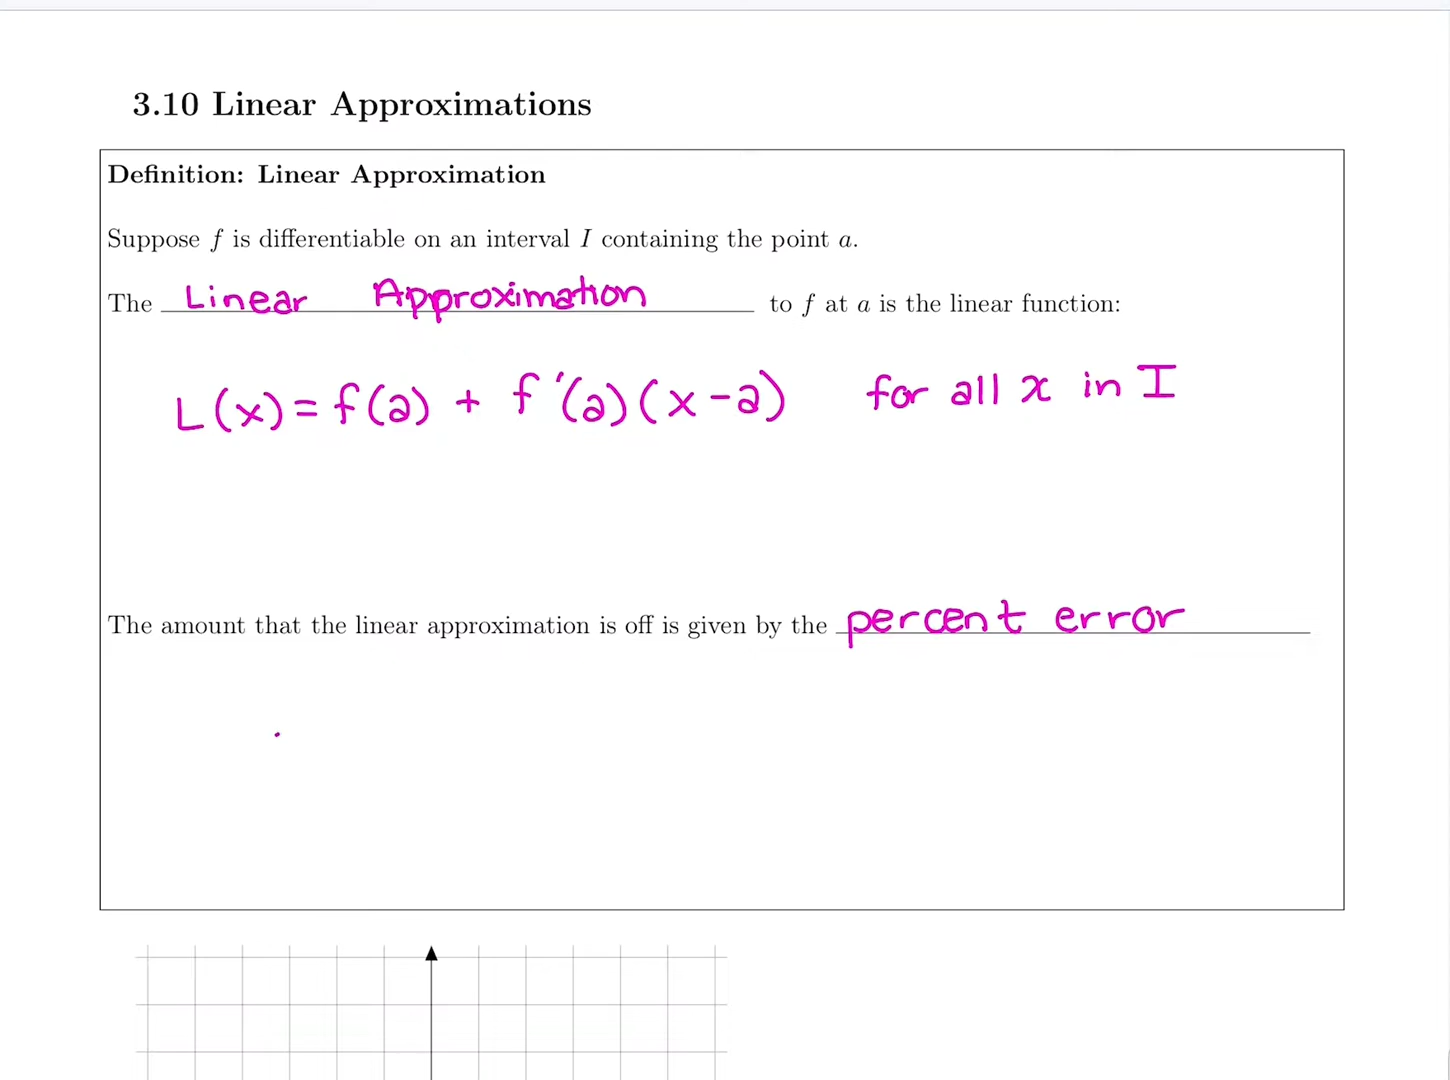 3.10 Linear Approximations
Definition: Linear Approximation
Suppose f is differentiable on an interval I containing the point a.
The Linear Approximation to f at a is the linear function:
L(x) = f(a) + f'(a)(x-a) for all x in I
The amount that the linear approximation is off is given by the percent error